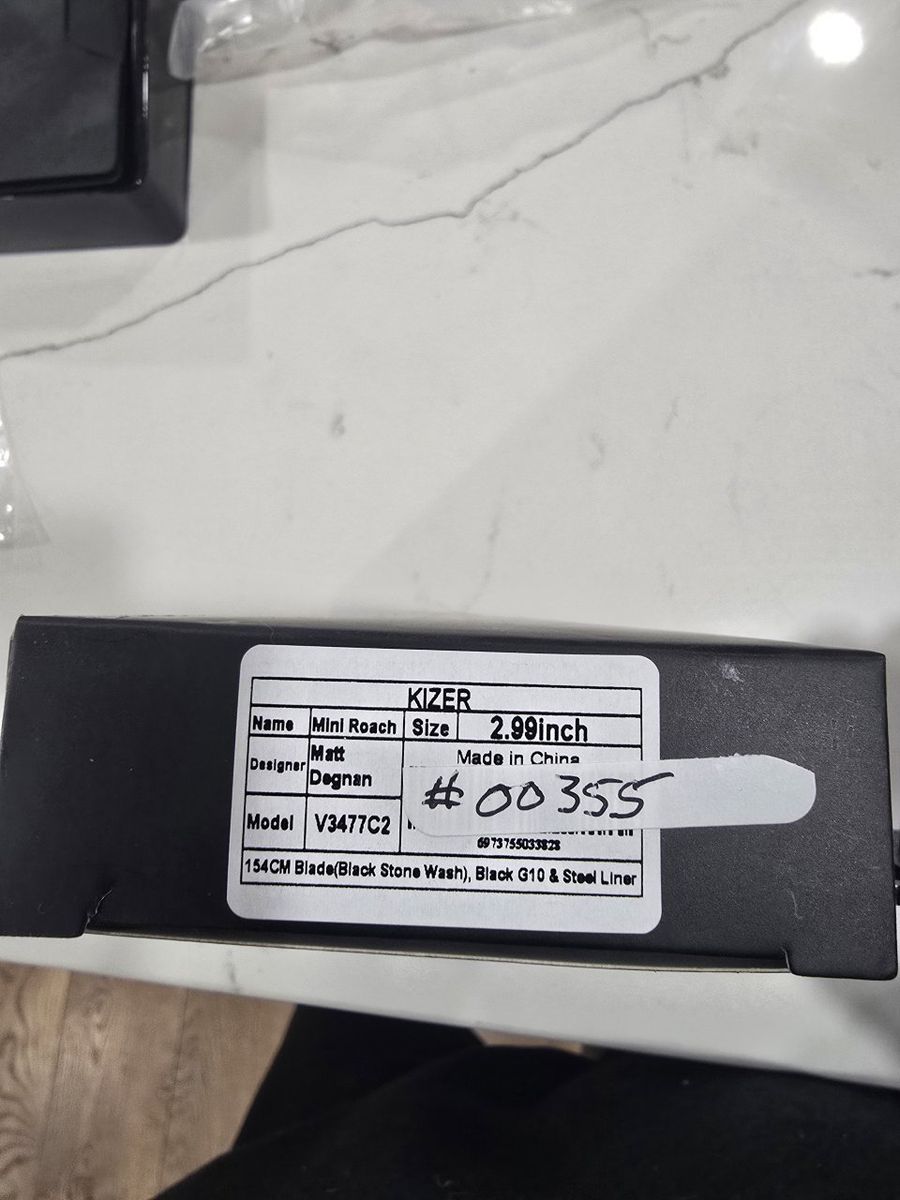 KIZER
Name Mini Roach Size 2.99inch
Designer Matt Degnan Made in China
#00355
Model V3477C2
6973755033828
154CM Blade(Black Stone Wash), Black G10 & Steel Liner